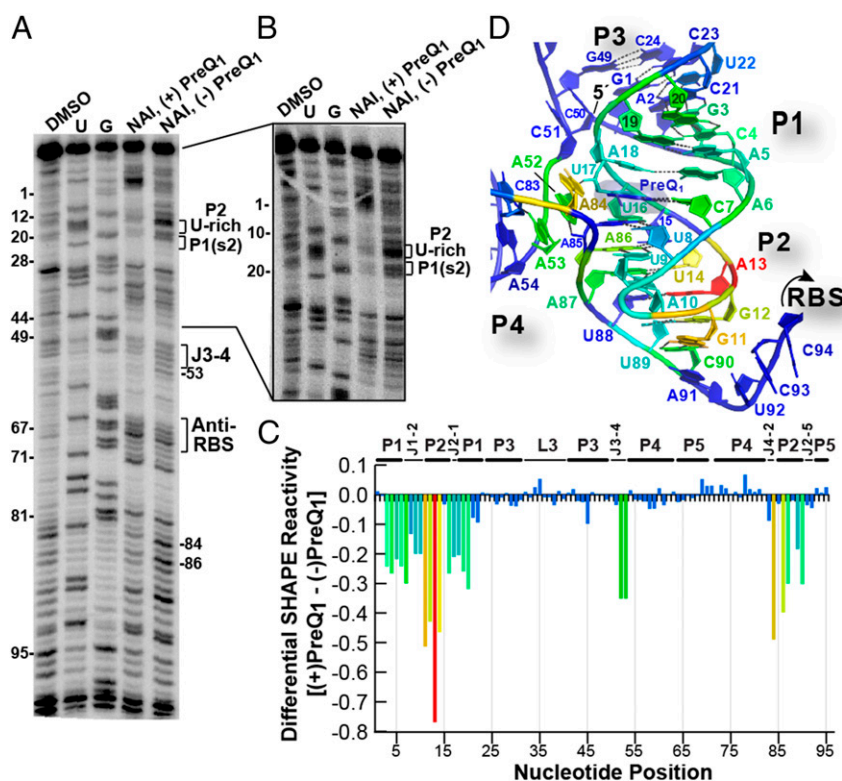 A
DMSO
U
G
NAI, (+) PreQ1
NAI, (-) PreQ1
1-
12-
20-
28-
44-
49-
67-
71-
81-
95-
P2
U-rich
P1(s2)
J3-4
-53
Anti-
RBS
-84
-86
B
DMSO
U
G
NAI, (+) PreQ1
NAI, (-) PreQ1
1-
10-
20-
P2
U-rich
P1(s2)
D
P3
C24
C23
G49
U22
G1
5'
A2
C21
20
G3
C50
P1
C51
19
C4
A18
A5
A52
U17
C83
PreQ1
A6
A84
U16
C7
15
A85
A86
U8
P2
A53
U9
U14
A13
A54
A87
A10
G12
RBS
P4
U88
G11
U89
C90
C94
A91
C93
U92
C
P1 J1-2 P2 J2-1 P1 P3 L3 P3 J3-4 P4 P5 P4 J4-2 P2 J2-5 P5
Differential SHAPE Reactivity
[(+)PreQ1 - (-)PreQ1]
0.1
0.0
-0.1
-0.2
-0.3
-0.4
-0.5
-0.6
-0.7
-0.8
5 15 25 35 45 55 65 75 85 95
Nucleotide Position